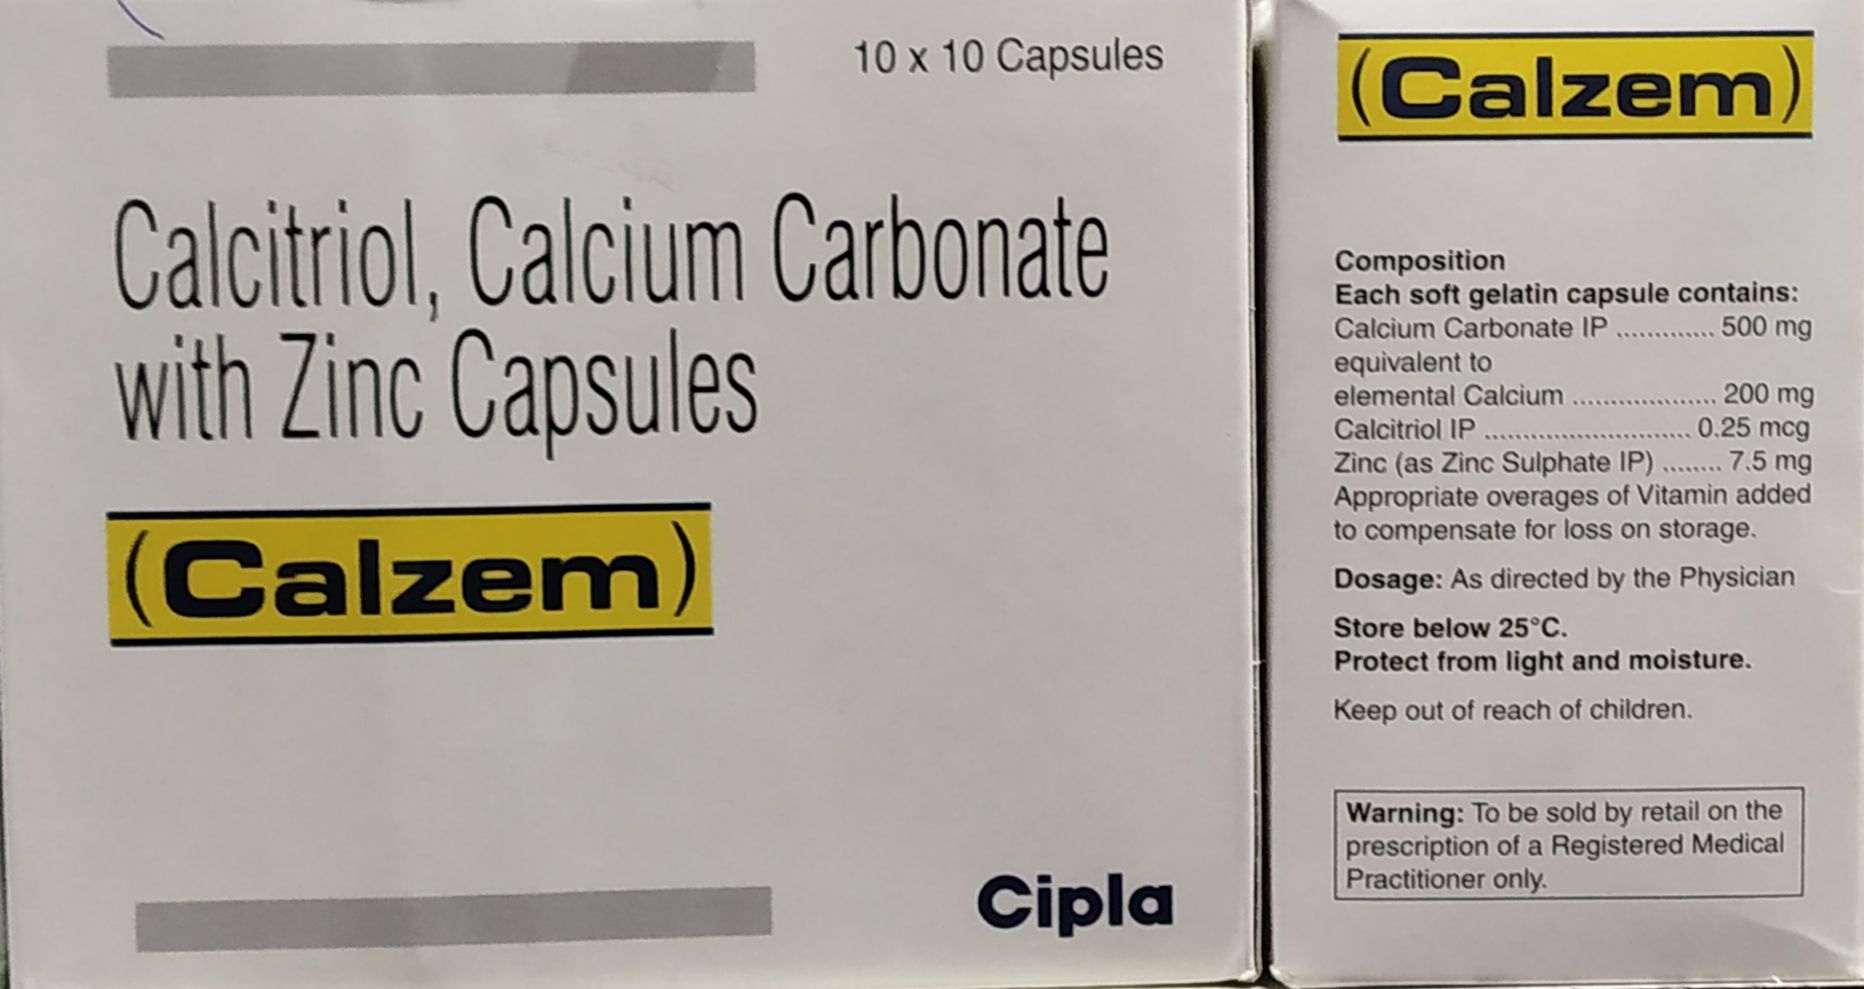 10 x 10 Capsules
Calcitriol, Calcium Carbonate
with Zinc Capsules
(Calzem)
Cipla
(Calzem)
Composition
Each soft gelatin capsule contains:
Calcium Carbonate IP ............. 500 mg
equivalent to
elemental Calcium ................... 200 mg
Calcitriol IP ........................... 0.25 mcg
Zinc (as Zinc Sulphate IP) ........ 7.5 mg
Appropriate overages of Vitamin added
to compensate for loss on storage.
Dosage: As directed by the Physician
Store below 25°C.
Protect from light and moisture.
Keep out of reach of children.
Warning: To be sold by retail on the
prescription of a Registered Medical
Practitioner only.